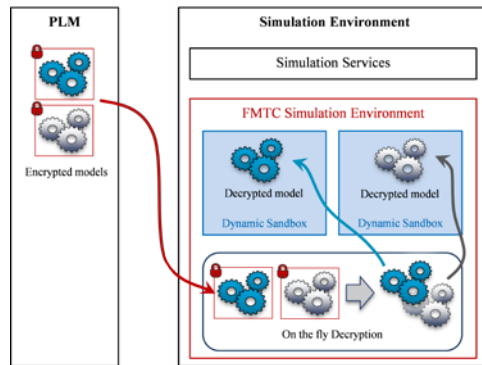 PLM
Encrypted models
Simulation Environment
Simulation Services
FMTC Simulation Environment
Decrypted model
Dynamic Sandbox
Decrypted model
Dynamic Sandbox
On the fly Decryption